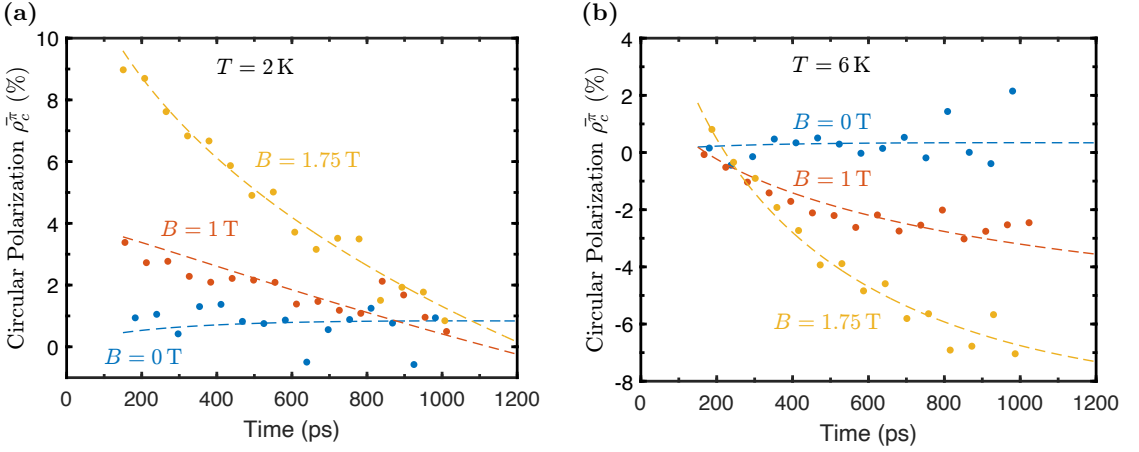 (a)
T = 2 K
Circular Polarization ρ̄_c^π (%)
10
8
6
4
2
0
B = 1.75 T
B = 1 T
B = 0 T
0 200 400 600 800 1000 1200
Time (ps)
(b)
T = 6 K
Circular Polarization ρ̄_c^π (%)
4
2
0
-2
-4
-6
-8
B = 0 T
B = 1 T
B = 1.75 T
0 200 400 600 800 1000 1200
Time (ps)